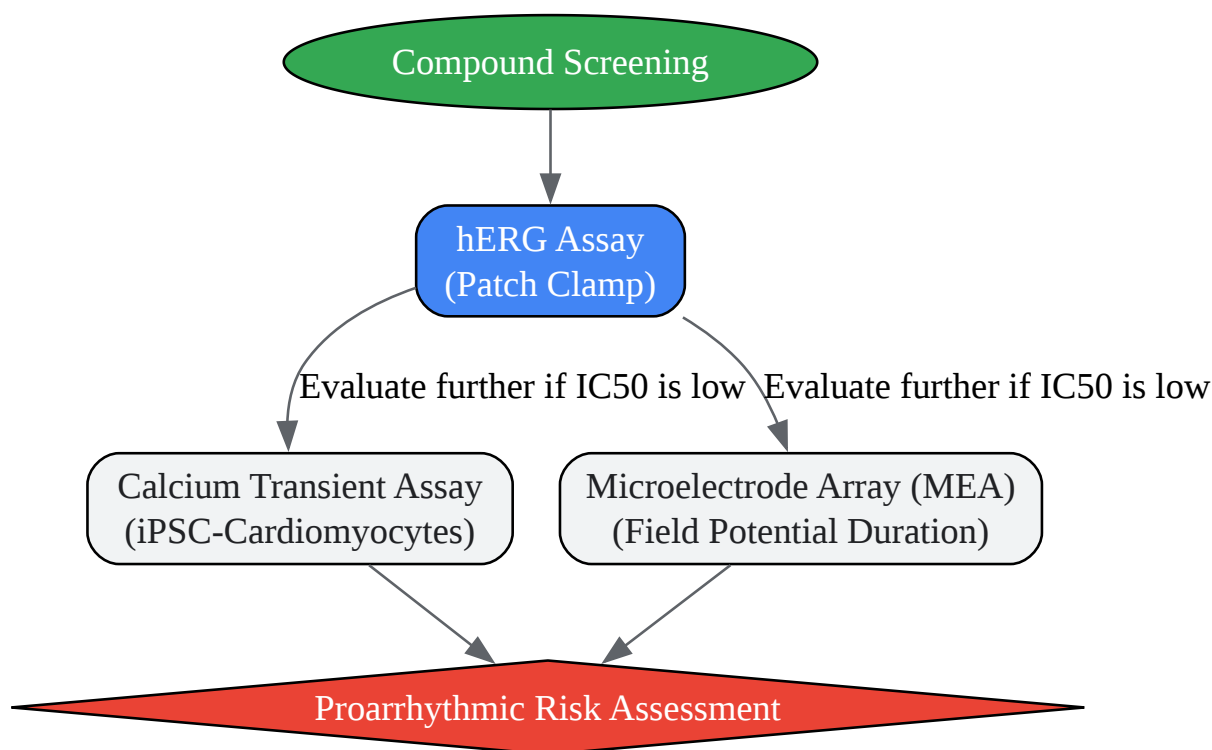 Compound Screening
hERG Assay
(Patch Clamp)
Evaluate further if IC50 is low
Evaluate further if IC50 is low
Calcium Transient Assay
(iPSC-Cardiomyocytes)
Microelectrode Array (MEA)
(Field Potential Duration)
Proarrhythmic Risk Assessment